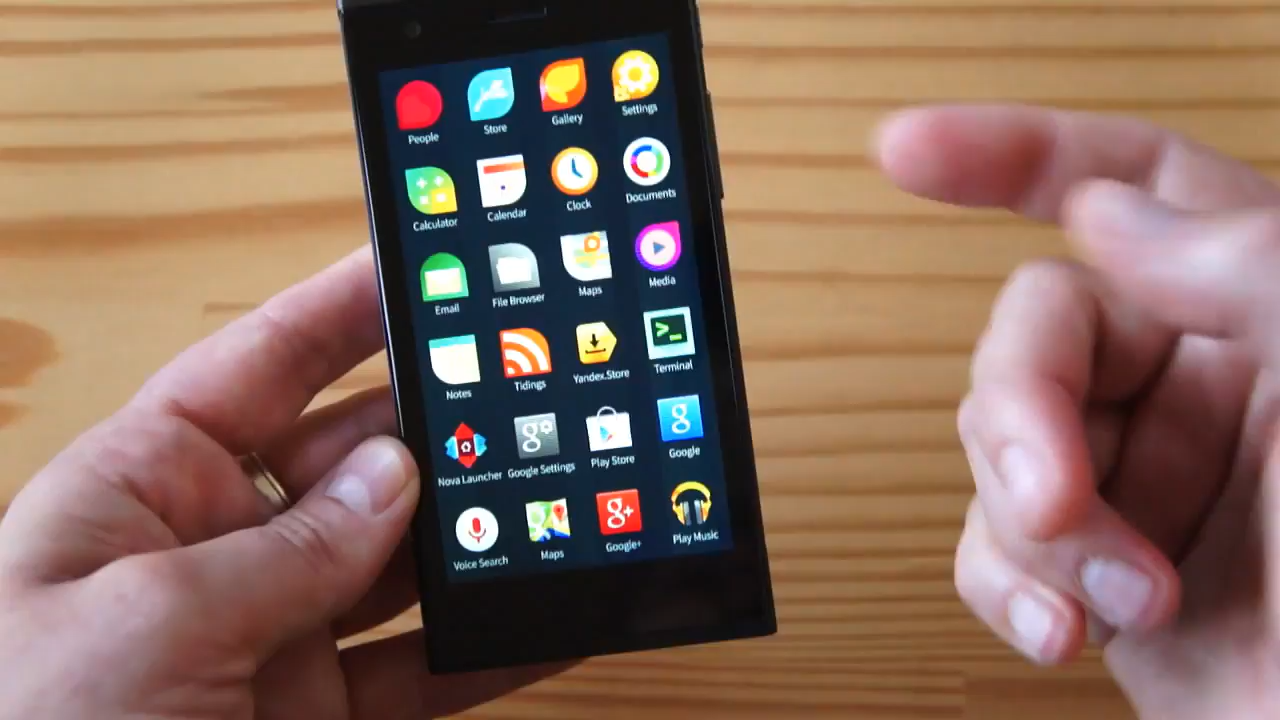 People Store Gallery Settings
Calculator Calendar Clock Documents
Email File Browser Maps Media
Notes Tidings Yandex.Store Terminal
>_
Nova Launcher Google Settings Play Store Google
g g g
Voice Search Maps Google+ Play Music
g+